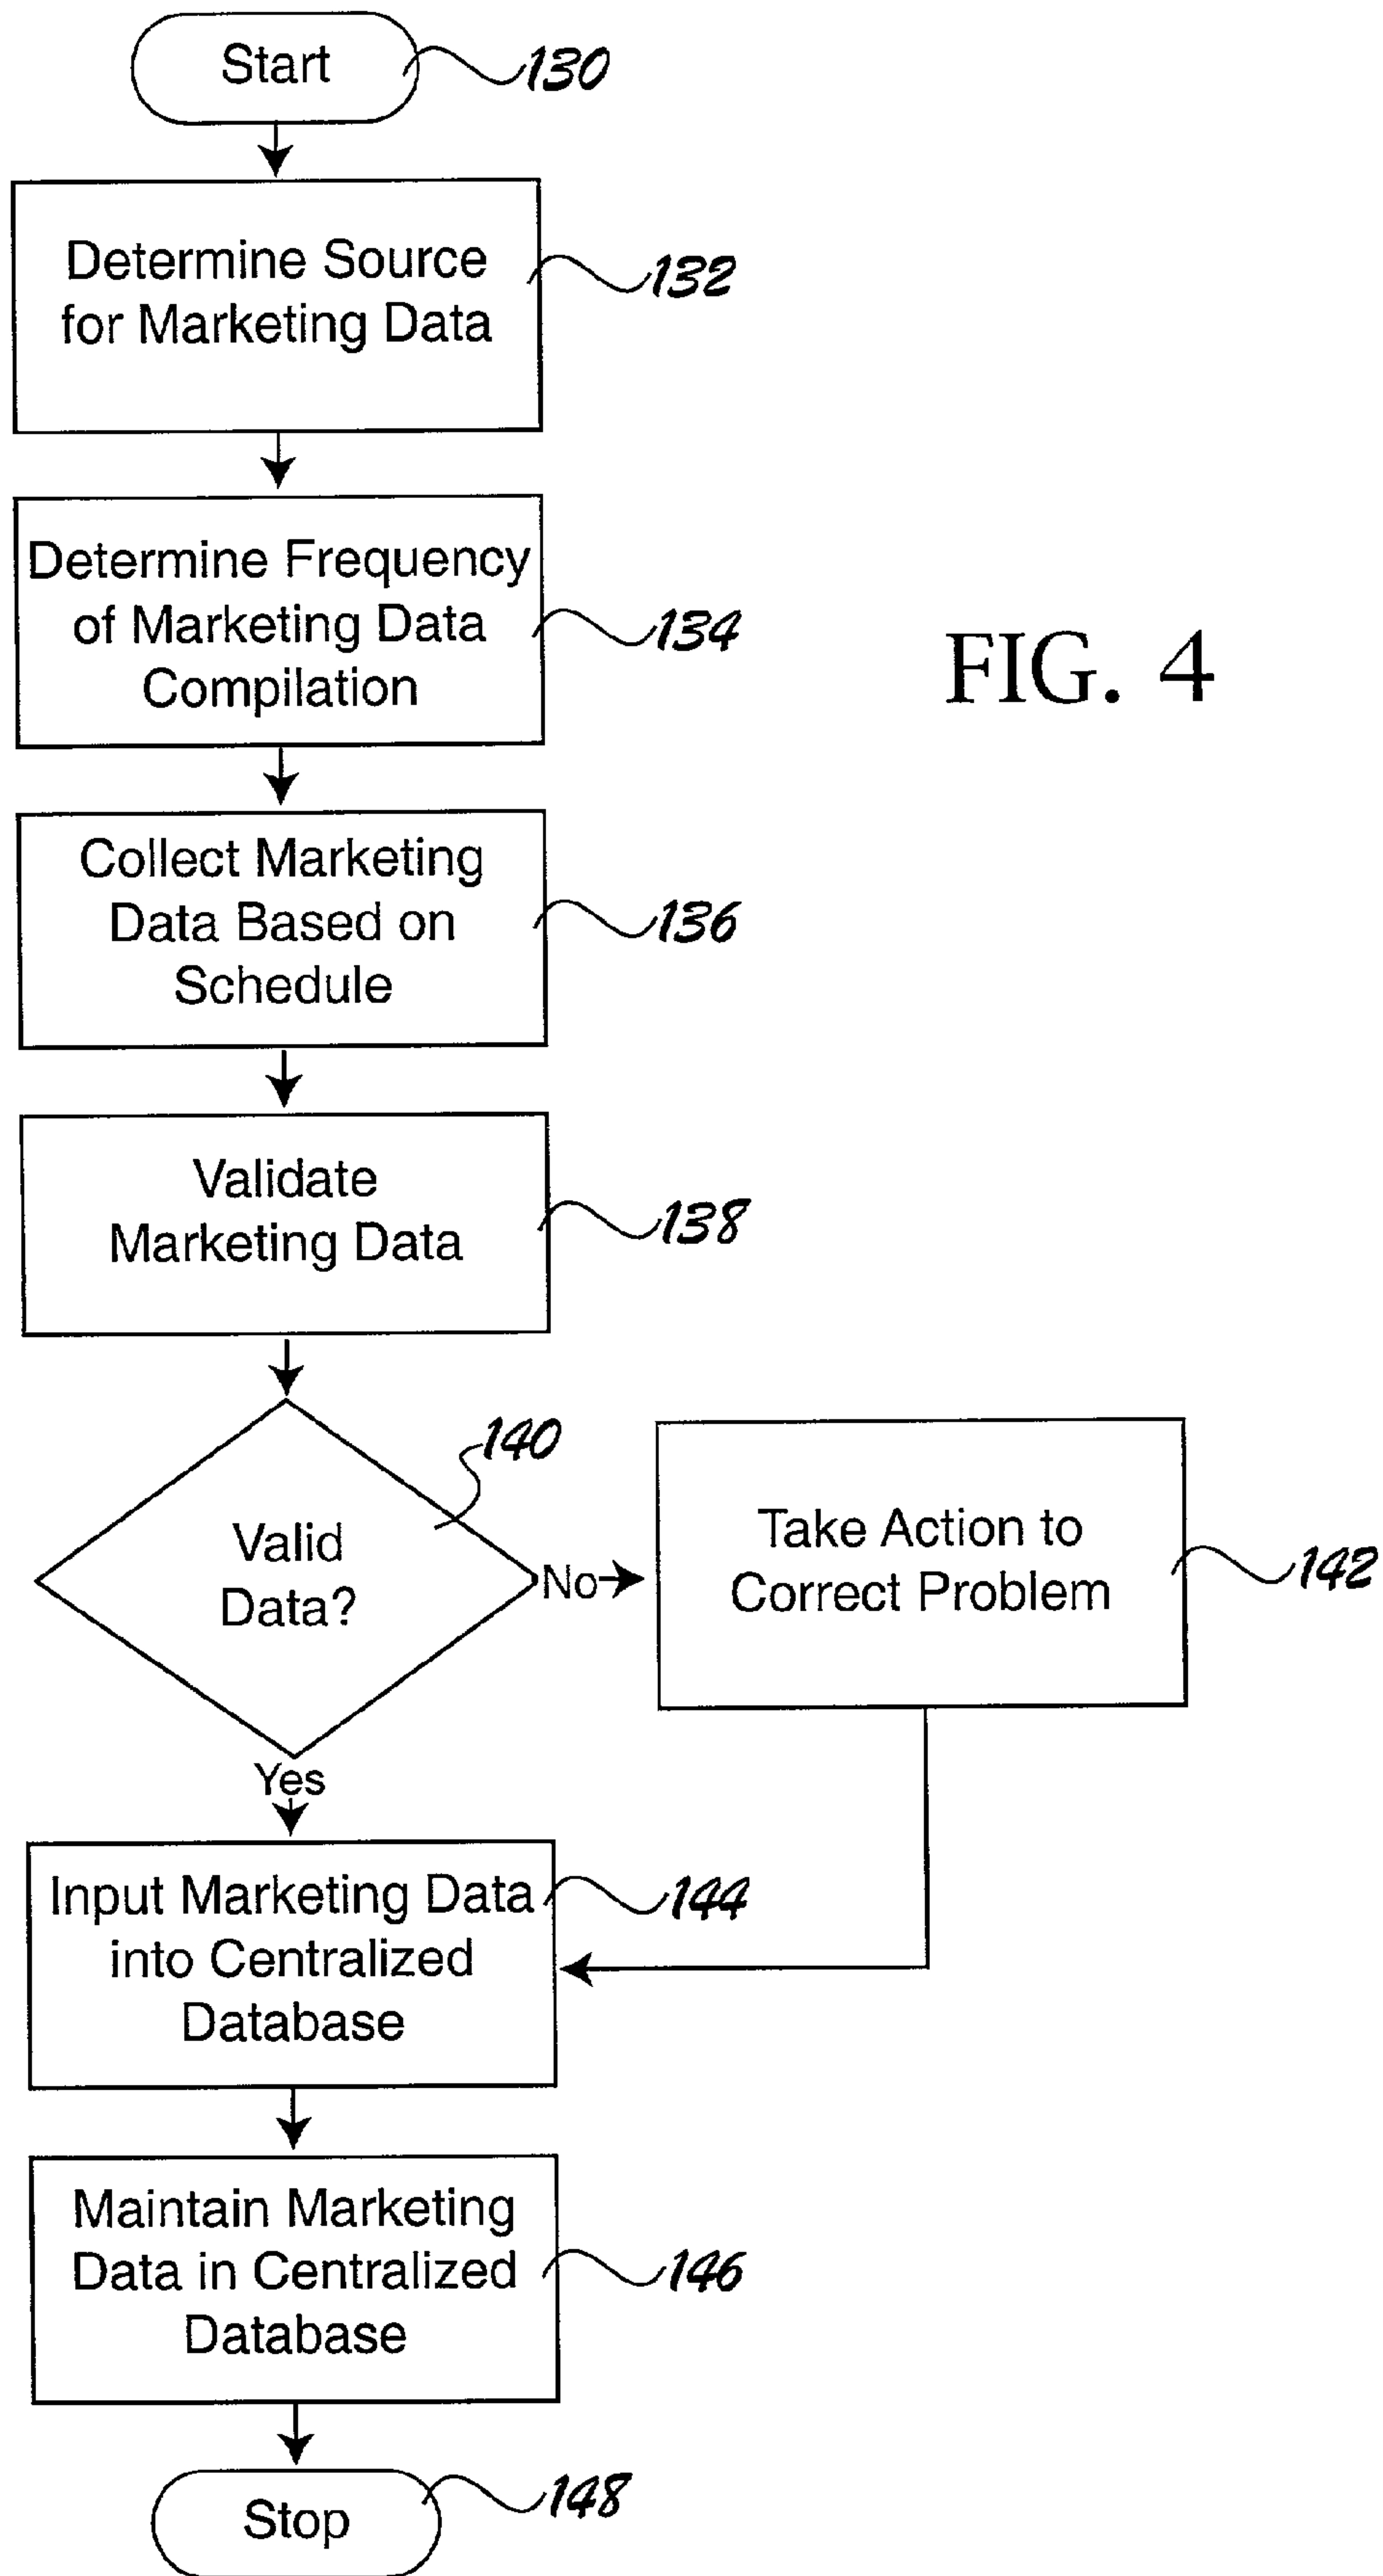 Start
130
Determine Source
for Marketing Data
132
Determine Frequency
of Marketing Data
Compilation
134
FIG. 4
Collect Marketing
Data Based on
Schedule
136
Validate
Marketing Data
138
140
Valid
Data?
No
Take Action to
Correct Problem
142
Yes
Input Marketing Data
into Centralized
Database
144
Maintain Marketing
Data in Centralized
Database
146
Stop
148